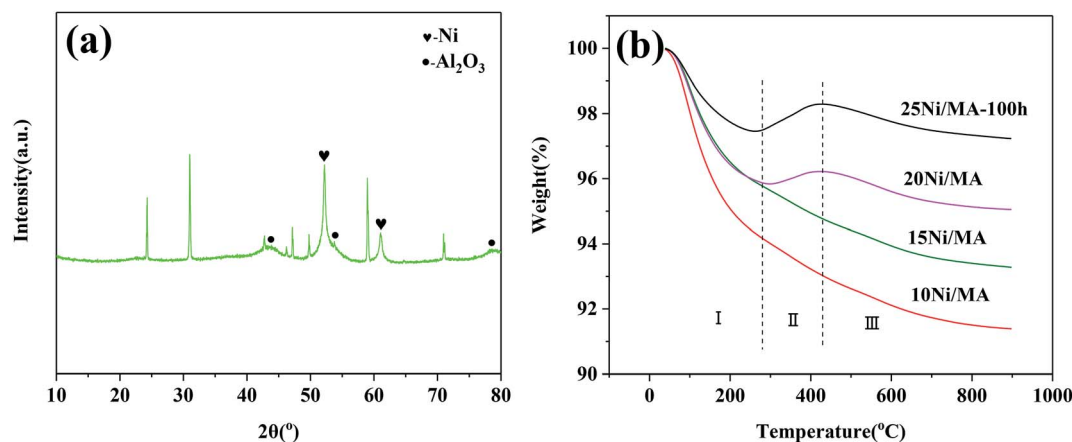 (a)
♥-Ni
●-Al₂O₃
Intensity(a.u.)
10 20 30 40 50 60 70 80
2θ(°)
(b)
100
98
96
94
92
90
Weight(%)
25Ni/MA-100h
20Ni/MA
15Ni/MA
10Ni/MA
Ⅰ Ⅱ Ⅲ
0 200 400 600 800 1000
Temperature(°C)